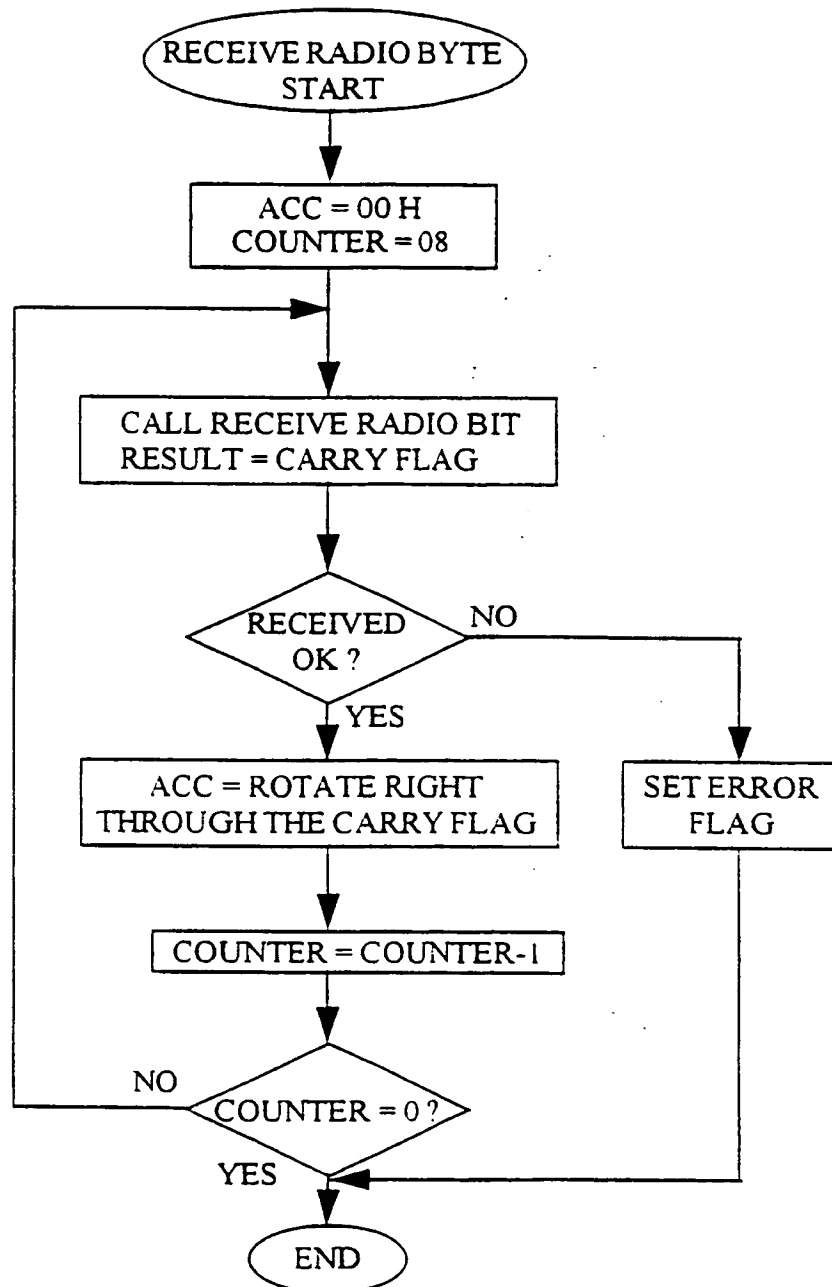 RECEIVE RADIO BYTE
START
ACC = 00 H
COUNTER = 08
CALL RECEIVE RADIO BIT
RESULT = CARRY FLAG
RECEIVED
OK ?
NO
YES
ACC = ROTATE RIGHT
THROUGH THE CARRY FLAG
SET ERROR
FLAG
COUNTER = COUNTER-1
NO
COUNTER = 0 ?
YES
END